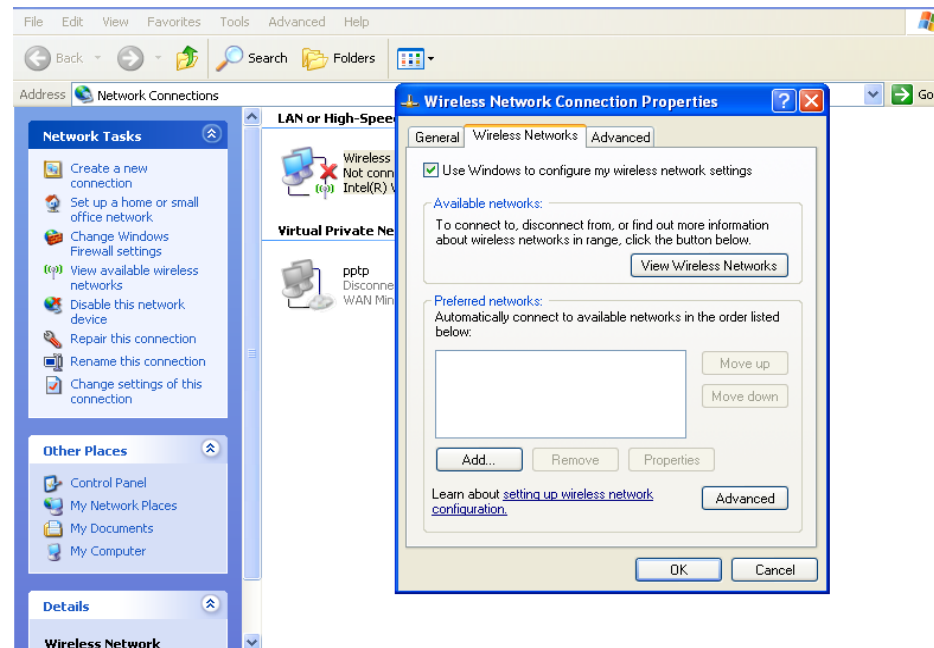 File Edit View Favorites Tools Advanced Help
Back Search Folders
Address Network Connections Go
Network Tasks
Create a new
connection
Set up a home or small
office network
Change Windows
Firewall settings
View available wireless
networks
Disable this network
device
Repair this connection
Rename this connection
Change settings of this
connection
Other Places
Control Panel
My Network Places
My Documents
My Computer
Details
Wireless Network
LAN or High-Spee
Wireless
Not conn
Intel(R)
Virtual Private Ne
pptp
Disconne
WAN Min
Wireless Network Connection Properties
General Wireless Networks Advanced
Use Windows to configure my wireless network settings
Available networks:
To connect to, disconnect from, or find out more information
about wireless networks in range, click the button below.
View Wireless Networks
Preferred networks:
Automatically connect to available networks in the order listed
below:
Move up
Move down
Add... Remove Properties
Learn about setting up wireless network
configuration.
Advanced
OK Cancel